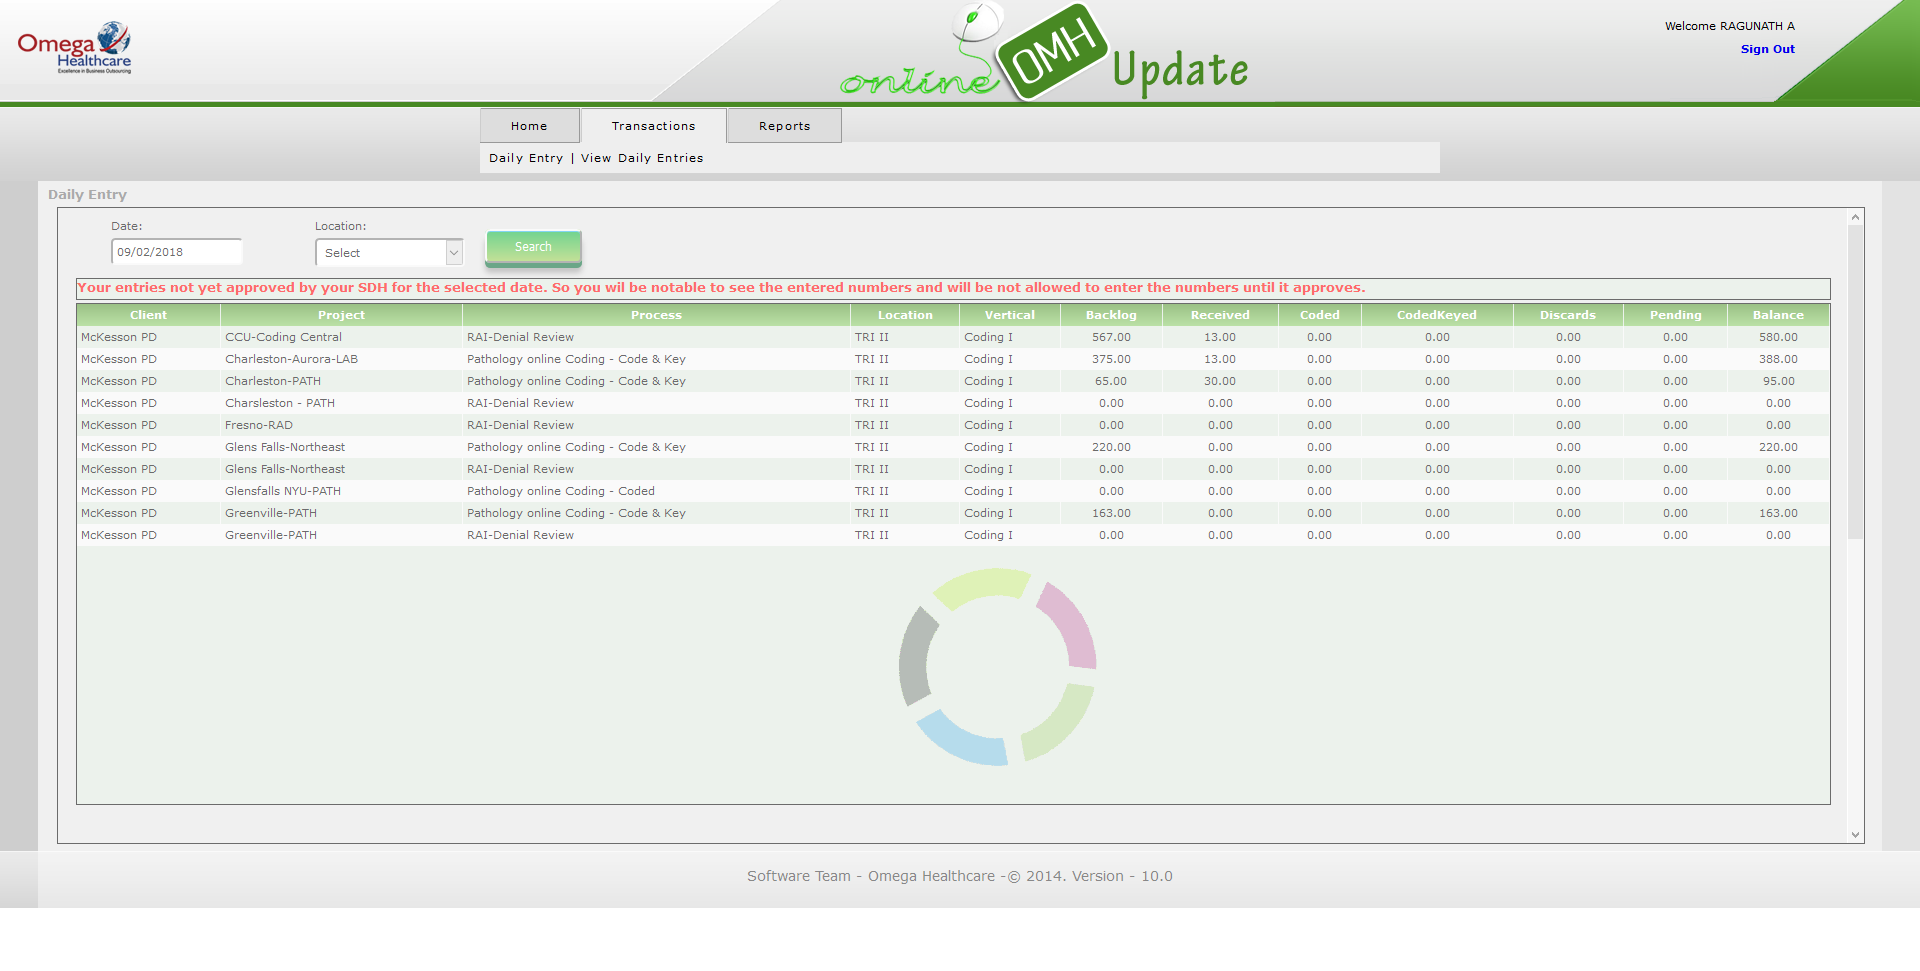 Omega
Healthcare
Excellence in Business Outsourcing
online OMH Update
Welcome RAGUNATH A
Sign Out
Home Transactions Reports
Daily Entry | View Daily Entries
Daily Entry
Date: Location:
09/02/2018 Select Search
Your entries not yet approved by your SDH for the selected date. So you wil be notable to see the entered numbers and will be not allowed to enter the numbers until it approves.
Client Project Process Location Vertical Backlog Received Coded CodedKeyed Discards Pending Balance
McKesson PD CCU-Coding Central RAI-Denial Review TRI II Coding I 567.00 13.00 0.00 0.00 0.00 0.00 580.00
McKesson PD Charleston-Aurora-LAB Pathology online Coding - Code & Key TRI II Coding I 375.00 13.00 0.00 0.00 0.00 0.00 388.00
McKesson PD Charleston-PATH Pathology online Coding - Code & Key TRI II Coding I 65.00 30.00 0.00 0.00 0.00 0.00 95.00
McKesson PD Charsleston - PATH RAI-Denial Review TRI II Coding I 0.00 0.00 0.00 0.00 0.00 0.00 0.00
McKesson PD Fresno-RAD RAI-Denial Review TRI II Coding I 0.00 0.00 0.00 0.00 0.00 0.00 0.00
McKesson PD Glens Falls-Northeast Pathology online Coding - Code & Key TRI II Coding I 220.00 0.00 0.00 0.00 0.00 0.00 220.00
McKesson PD Glens Falls-Northeast RAI-Denial Review TRI II Coding I 0.00 0.00 0.00 0.00 0.00 0.00 0.00
McKesson PD Glensfalls NYU-PATH Pathology online Coding - Coded TRI II Coding I 0.00 0.00 0.00 0.00 0.00 0.00 0.00
McKesson PD Greenville-PATH Pathology online Coding - Code & Key TRI II Coding I 163.00 0.00 0.00 0.00 0.00 0.00 163.00
McKesson PD Greenville-PATH RAI-Denial Review TRI II Coding I 0.00 0.00 0.00 0.00 0.00 0.00 0.00
Software Team - Omega Healthcare -© 2014. Version - 10.0